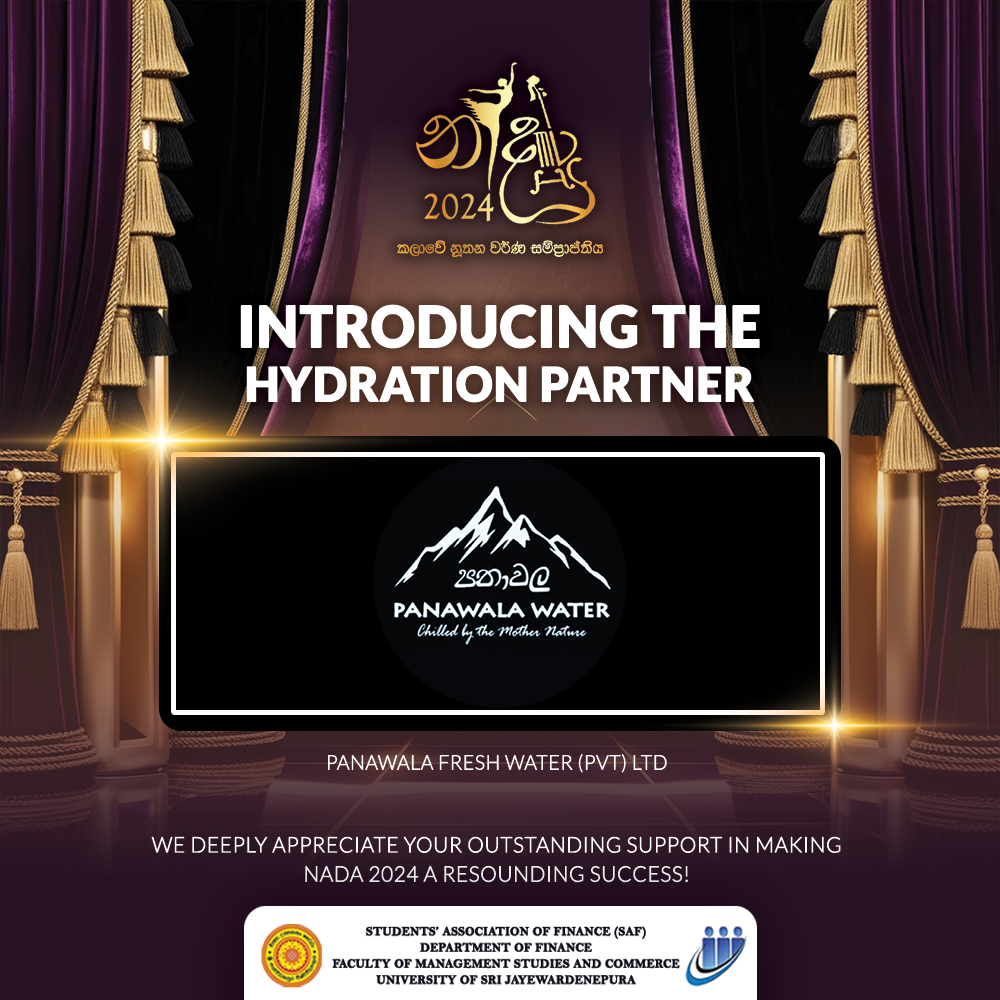 නාද
2024
කලාවේ නූතන වර්ණ සම්ප්‍රාප්තිය
INTRODUCING THE
HYDRATION PARTNER
පනාවල
PANAWALA WATER
Chilled by the Mother Nature
PANAWALA FRESH WATER (PVT) LTD
WE DEEPLY APPRECIATE YOUR OUTSTANDING SUPPORT IN MAKING
NADA 2024 A RESOUNDING SUCCESS!
STUDENTS' ASSOCIATION OF FINANCE (SAF)
DEPARTMENT OF FINANCE
FACULTY OF MANAGEMENT STUDIES AND COMMERCE
UNIVERSITY OF SRI JAYEWARDENEPURA